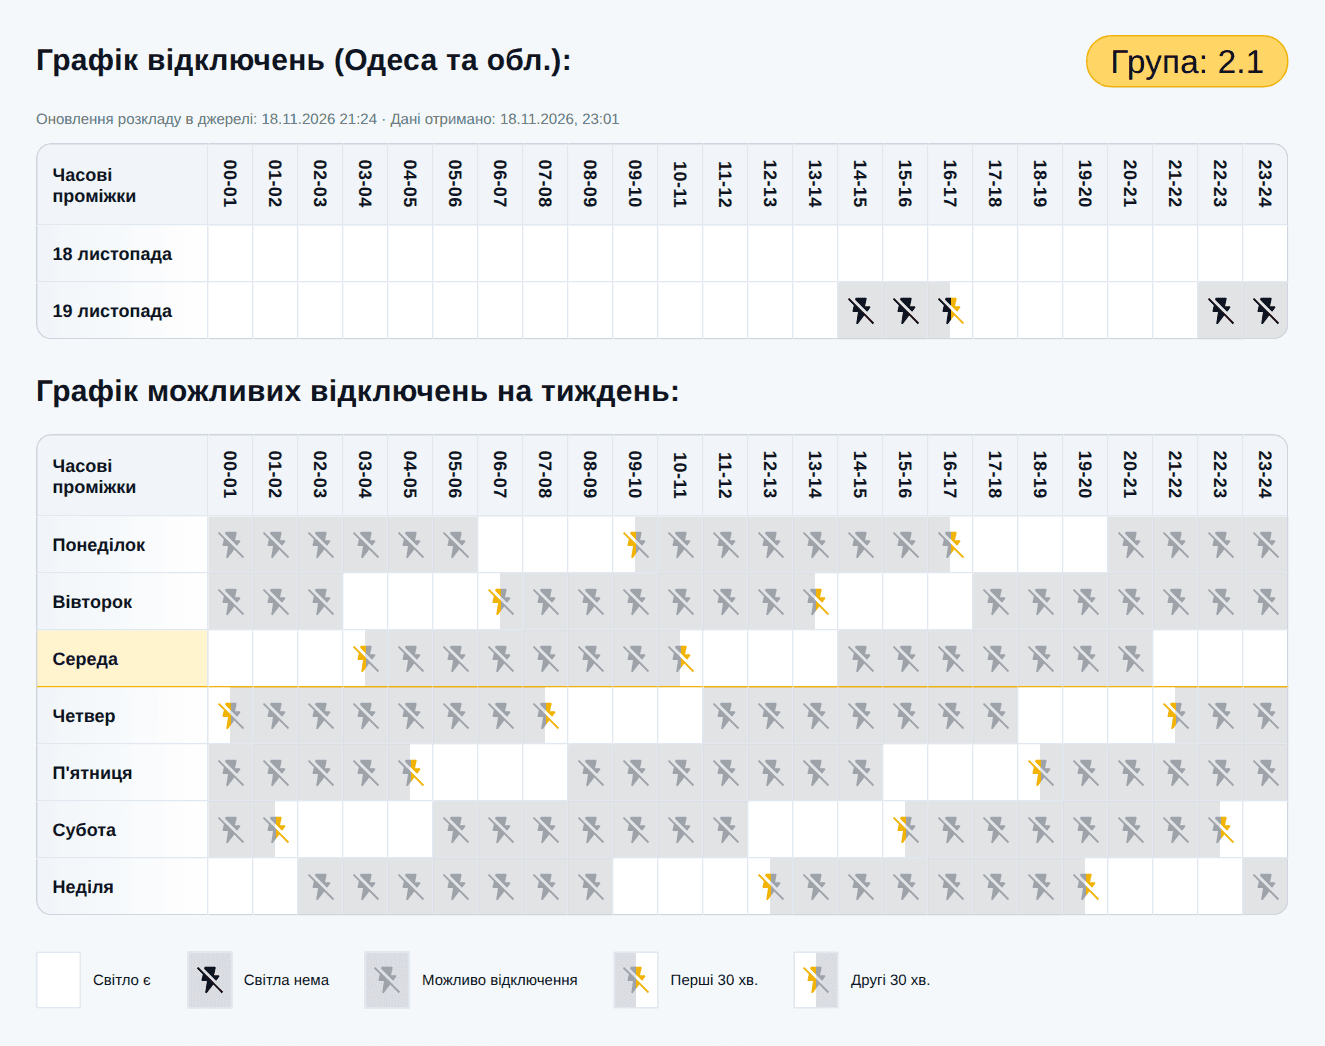 Графік відключень (Одеса та обл.):
Група: 2.1
Оновлення розкладу в джерелі: 18.11.2026 21:24 · Дані отримано: 18.11.2026, 23:01
Часові
проміжки
00-01
01-02
02-03
03-04
04-05
05-06
06-07
07-08
08-09
09-10
10-11
11-12
12-13
13-14
14-15
15-16
16-17
17-18
18-19
19-20
20-21
21-22
22-23
23-24
18 листопада
19 листопада
Графік можливих відключень на тиждень:
Часові
проміжки
00-01
01-02
02-03
03-04
04-05
05-06
06-07
07-08
08-09
09-10
10-11
11-12
12-13
13-14
14-15
15-16
16-17
17-18
18-19
19-20
20-21
21-22
22-23
23-24
Понеділок
Вівторок
Середа
Четвер
П'ятниця
Субота
Неділя
Світло є
Світла нема
Можливо відключення
Перші 30 хв.
Другі 30 хв.